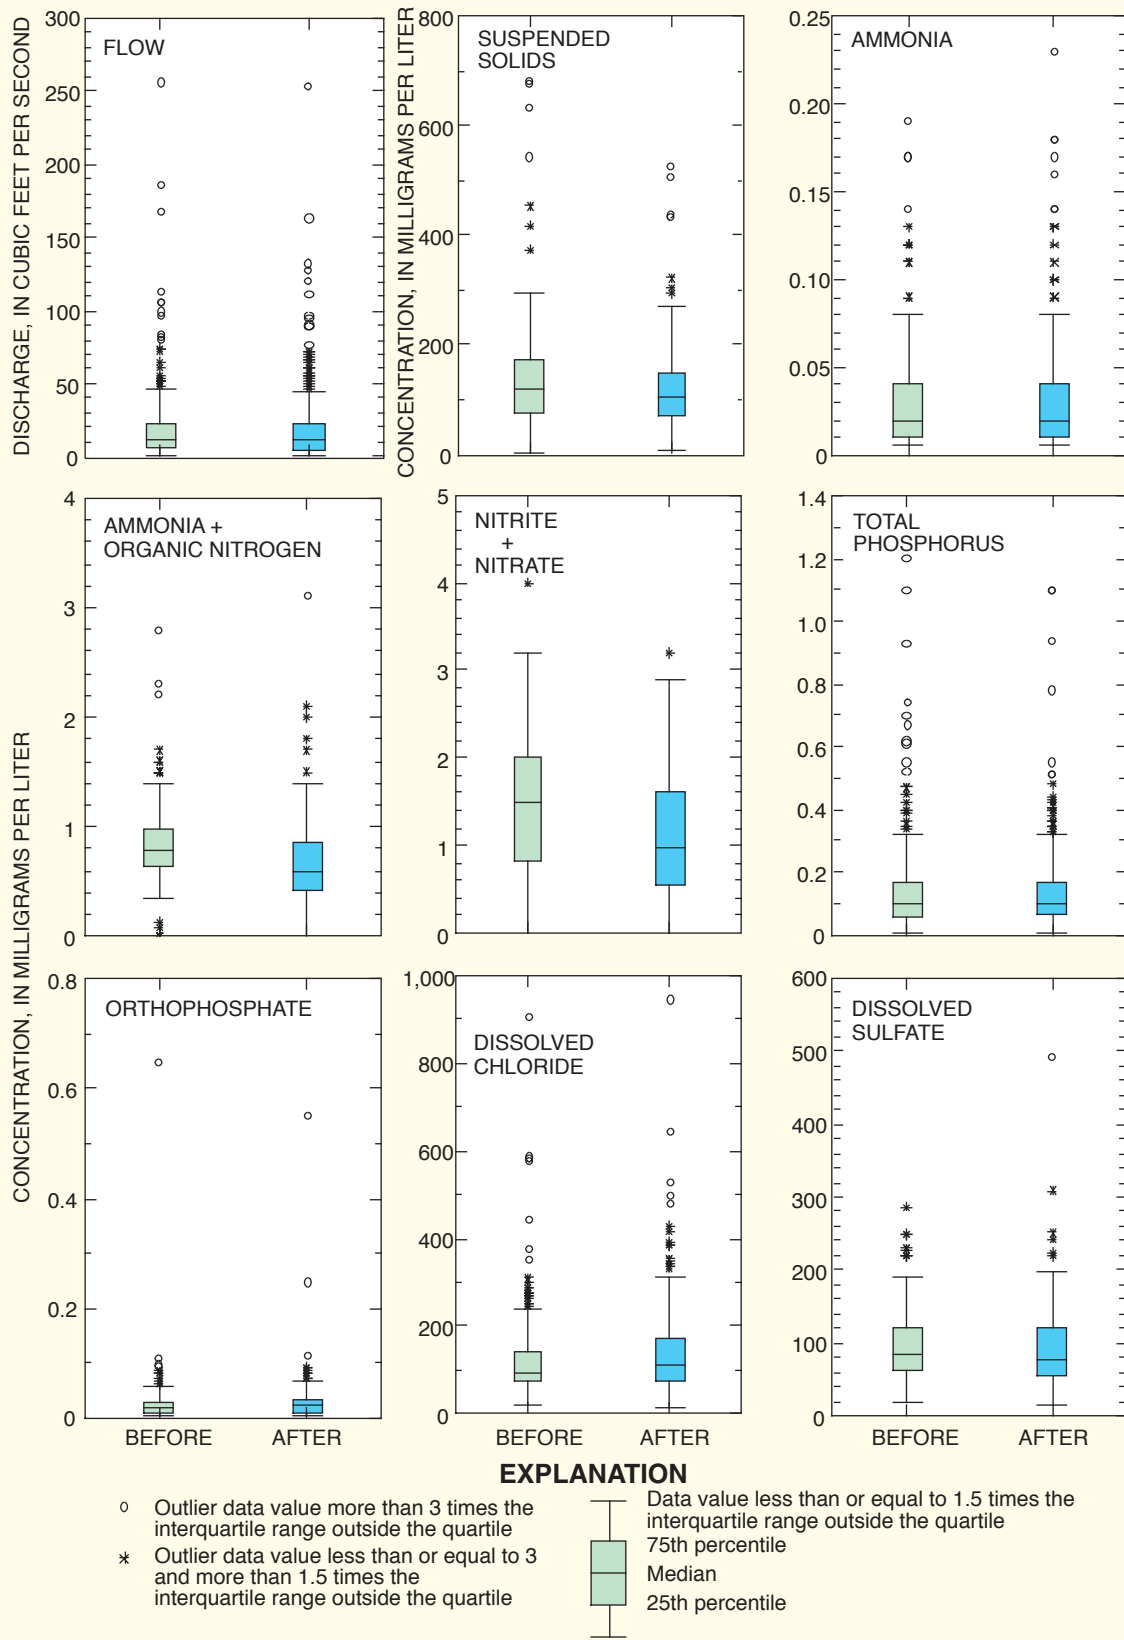 DISCHARGE, IN CUBIC FEET PER SECOND
300
250
200
150
100
50
0
FLOW
CONCENTRATION, IN MILLIGRAMS PER LITER
800
600
400
200
0
SUSPENDED
SOLIDS
0.25
0.20
0.15
0.10
0.05
0
AMMONIA
CONCENTRATION, IN MILLIGRAMS PER LITER
4
3
2
1
0
AMMONIA +
ORGANIC NITROGEN
5
4
3
2
1
0
NITRITE
+
NITRATE
1.4
1.2
1.0
0.8
0.6
0.4
0.2
0
TOTAL
PHOSPHORUS
0.8
0.6
0.4
0.2
0
ORTHOPHOSPHATE
BEFORE
AFTER
1,000
800
600
400
200
0
DISSOLVED
CHLORIDE
BEFORE
AFTER
600
500
400
300
200
100
0
DISSOLVED
SULFATE
BEFORE
AFTER
EXPLANATION
Outlier data value more than 3 times the
interquartile range outside the quartile
Outlier data value less than or equal to 3
and more than 1.5 times the
interquartile range outside the quartile
Data value less than or equal to 1.5 times the
interquartile range outside the quartile
75th percentile
Median
25th percentile